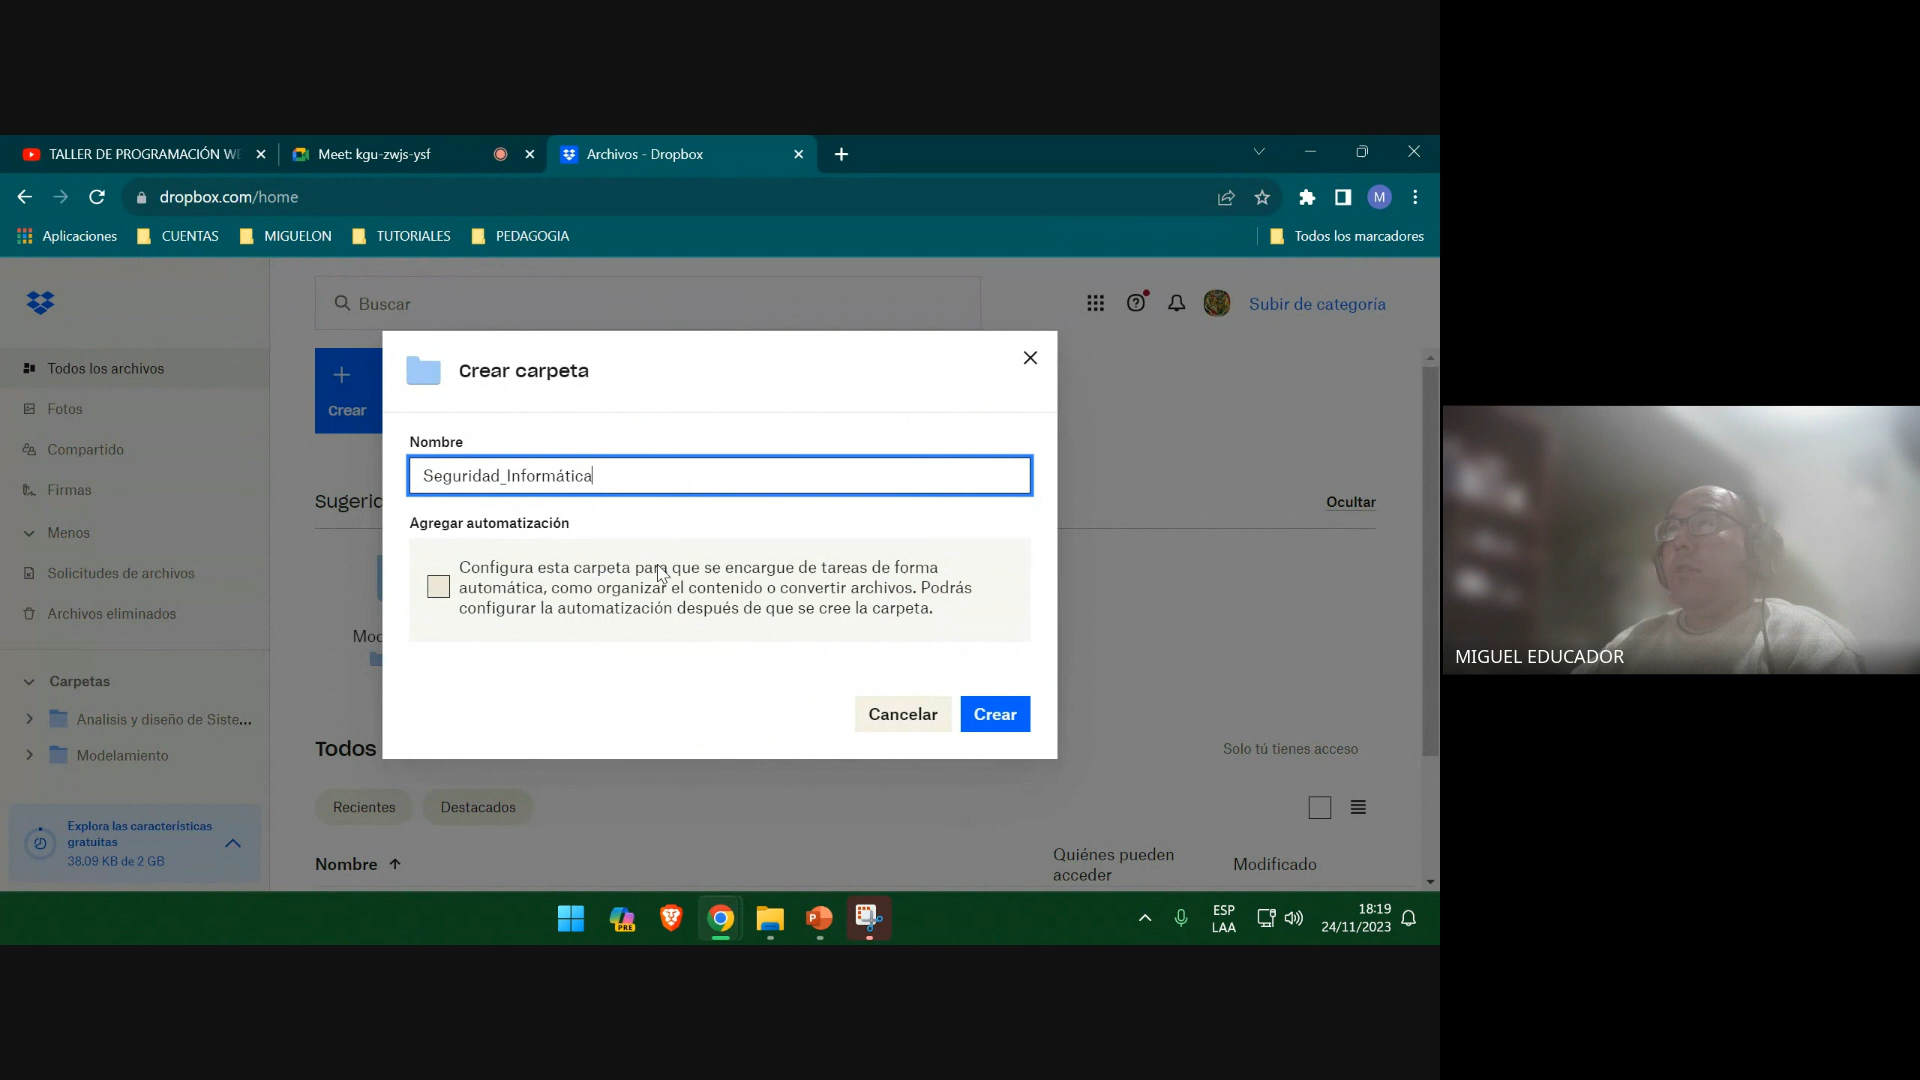 TALLER DE PROGRAMACIÓN WE
Meet: kgu-zwjs-ysf
Archivos - Dropbox
dropbox.com/home
M
Aplicaciones
CUENTAS
MIGUELON
TUTORIALES
PEDAGOGIA
Todos los marcadores
Buscar
Subir de categoría
Todos los archivos
Fotos
Compartido
Firmas
Menos
Solicitudes de archivos
Archivos eliminados
Carpetas
Analisis y diseño de Siste...
Modelamiento
Explora las características
gratuitas
38.09 KB de 2 GB
Crear
Sugerid
Ocultar
Mod
Crear carpeta
Nombre
Seguridad_Informática
Agregar automatización
Configura esta carpeta para que se encargue de tareas de forma
automática, como organizar el contenido o convertir archivos. Podrás
configurar la automatización después de que se cree la carpeta.
Cancelar
Crear
Todos
Solo tú tienes acceso
Recientes
Destacados
Nombre
Quiénes pueden
acceder
Modificado
PRE
P
ESP
LAA
18:19
24/11/2023
MIGUEL EDUCADOR